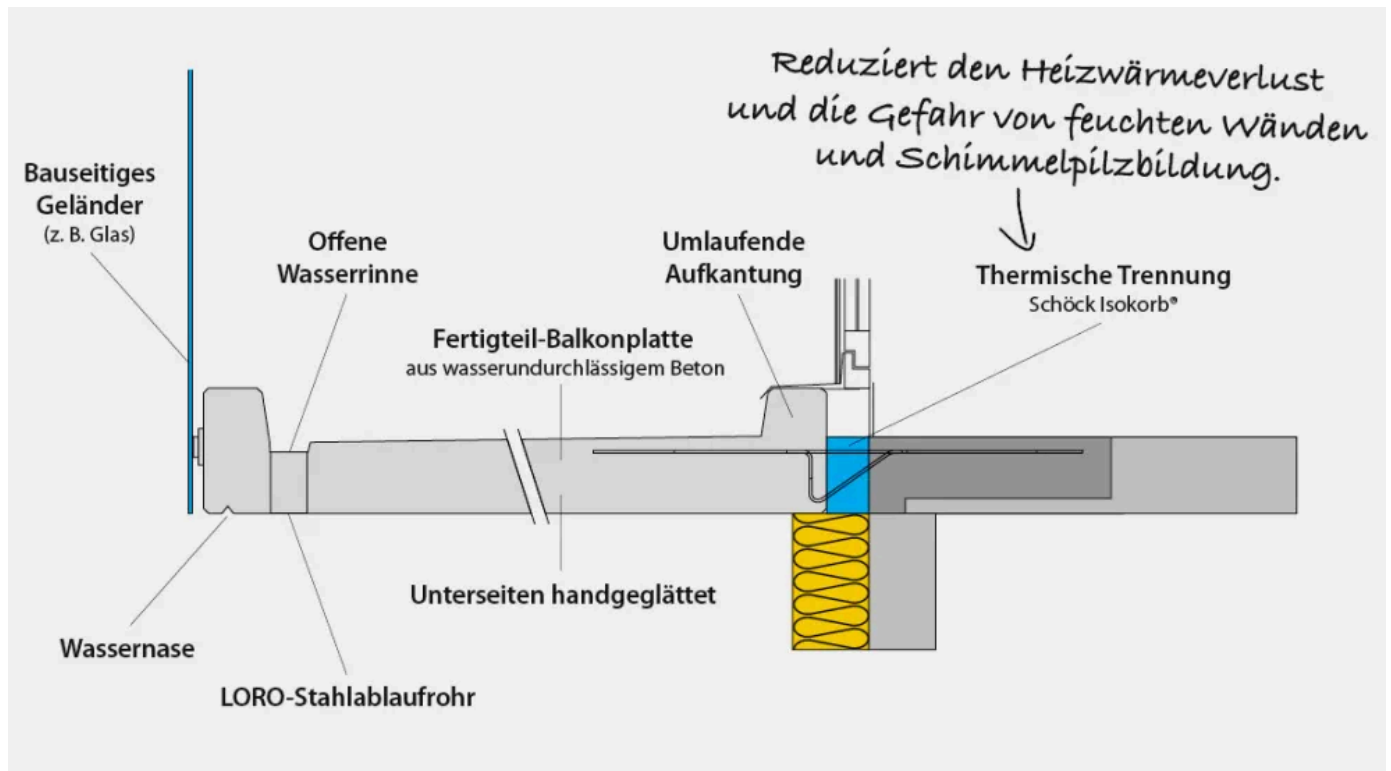 Reduziert den Heizwärmeverlust
und die Gefahr von feuchten Wänden
und Schimmelpilzbildung.
Bauseitiges
Geländer
(z. B. Glas)
Offene
Wasserrinne
Umlaufende
Aufkantung
Thermische Trennung
Schöck Isokorb®
Fertigteil-Balkonplatte
aus wasserundurchlässigem Beton
Unterseiten handgeglättet
Wassernase
LORO-Stahlablaufrohr